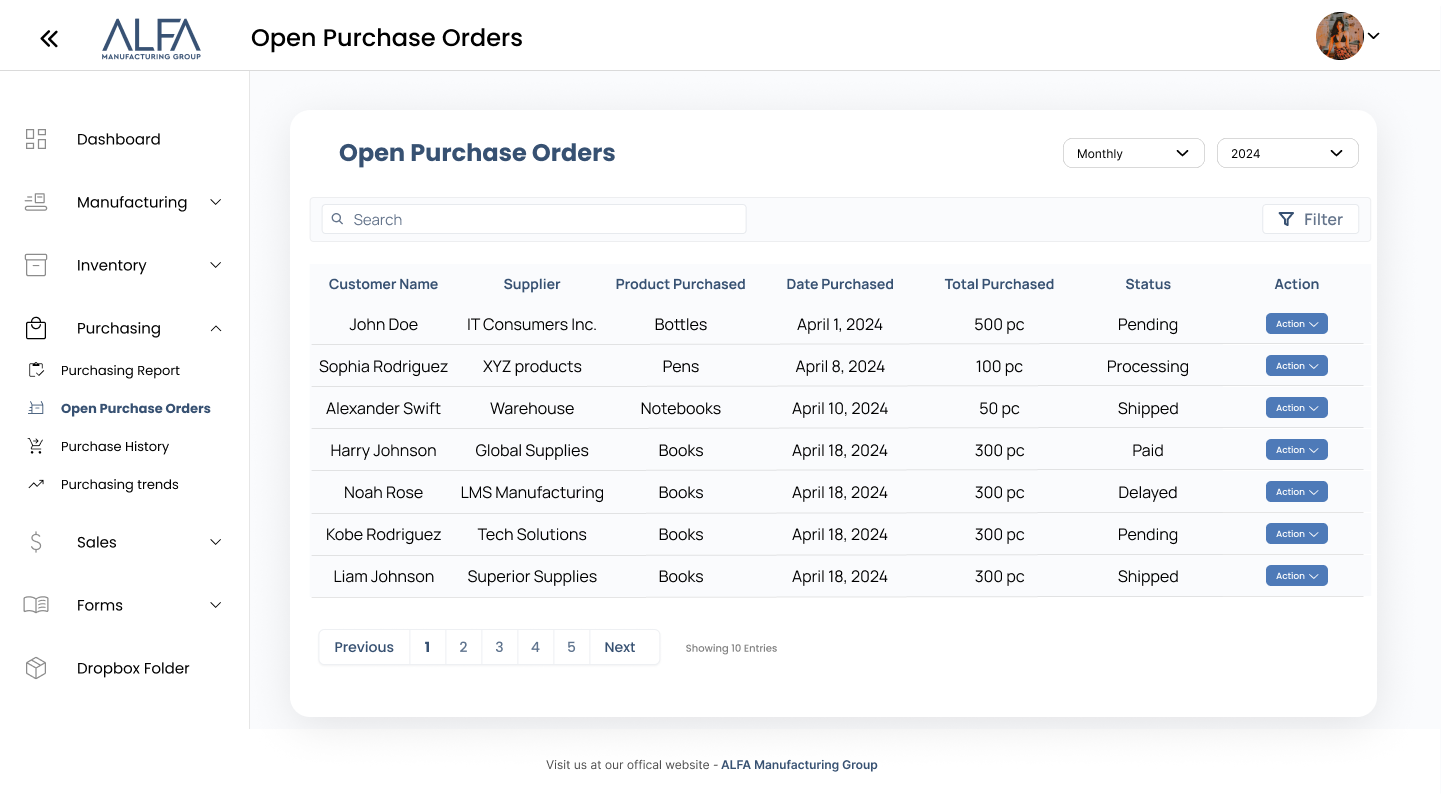 ALFA
MANUFACTURING GROUP
Open Purchase Orders
Dashboard
Manufacturing
Inventory
Purchasing
Purchasing Report
Open Purchase Orders
Purchase History
Purchasing trends
Sales
Forms
Dropbox Folder
Open Purchase Orders
Monthly
2024
Search
Filter
Customer Name Supplier Product Purchased Date Purchased Total Purchased Status Action
John Doe IT Consumers Inc. Bottles April 1, 2024 500 pc Pending Action
Sophia Rodriguez XYZ products Pens April 8, 2024 100 pc Processing Action
Alexander Swift Warehouse Notebooks April 10, 2024 50 pc Shipped Action
Harry Johnson Global Supplies Books April 18, 2024 300 pc Paid Action
Noah Rose LMS Manufacturing Books April 18, 2024 300 pc Delayed Action
Kobe Rodriguez Tech Solutions Books April 18, 2024 300 pc Pending Action
Liam Johnson Superior Supplies Books April 18, 2024 300 pc Shipped Action
Previous 1 2 3 4 5 Next Showing 10 Entries
Visit us at our offical website - ALFA Manufacturing Group